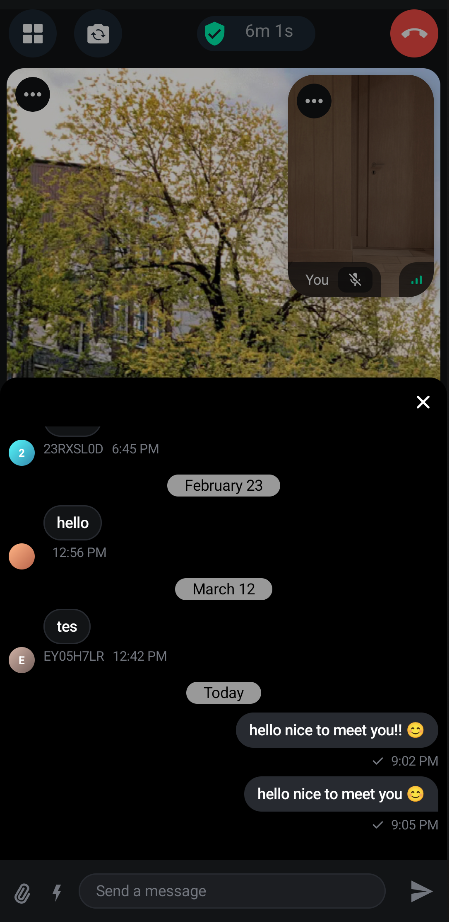 6m 1s
You
2
23RXSL0D 6:45 PM
February 23
hello
12:56 PM
March 12
tes
E
EY05H7LR 12:42 PM
Today
hello nice to meet you!! 😊
9:02 PM
hello nice to meet you 😊
9:05 PM
Send a message